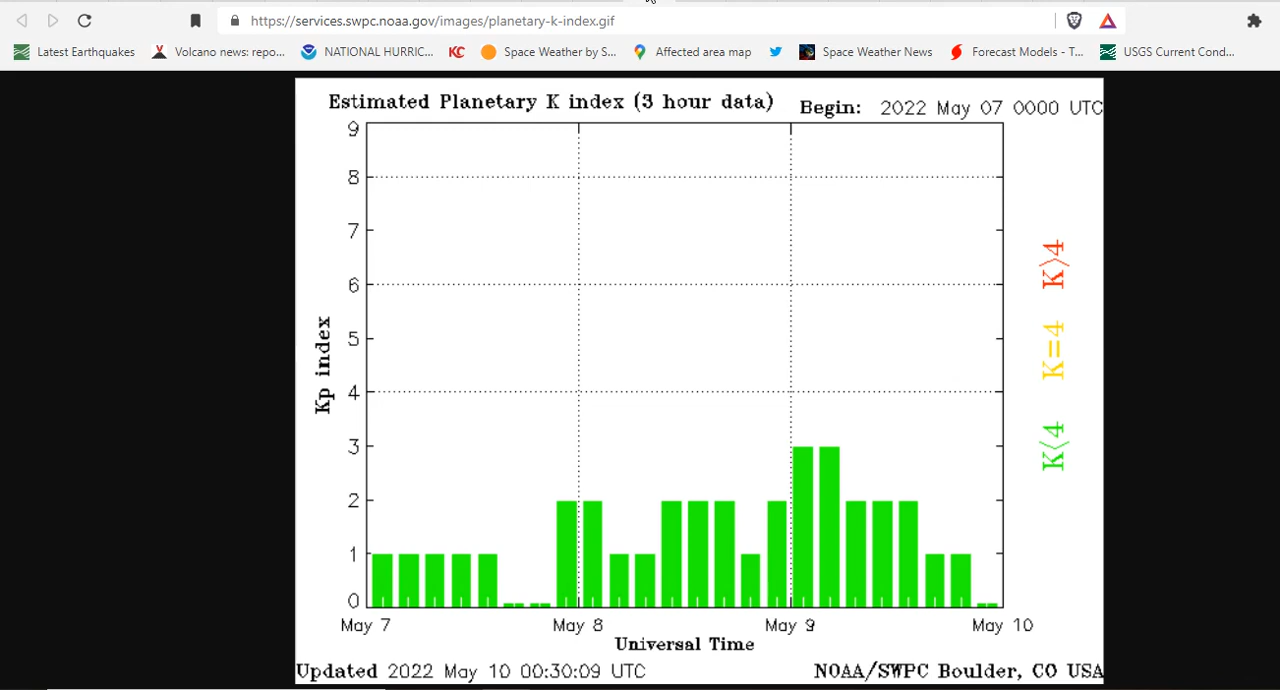 https://services.swpc.noaa.gov/images/planetary-k-index.gif
Latest Earthquakes Volcano news: repo... NATIONAL HURRIC... KC Space Weather by S... Affected area map Space Weather News Forecast Models - T... USGS Current Cond...
Estimated Planetary K index (3 hour data) Begin: 2022 May 07 0000 UTC
9
8
7
6
5
4
3
2
1
0
Kp index
K>4
K=4
K<4
May 7 May 8 May 9 May 10
Universal Time
Updated 2022 May 10 00:30:09 UTC NOAA/SWPC Boulder, CO USA